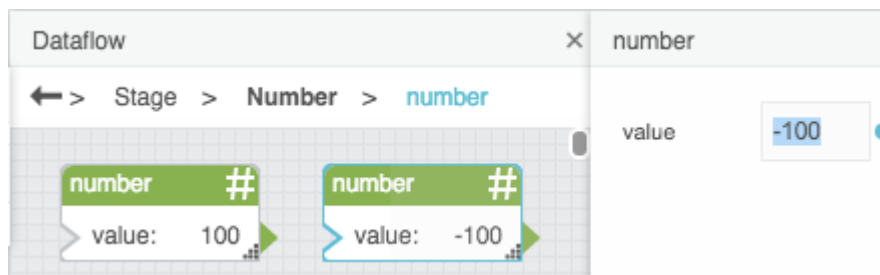 Dataflow × number
← > Stage > Number > number
value -100
number # number #
value: 100 value: -100